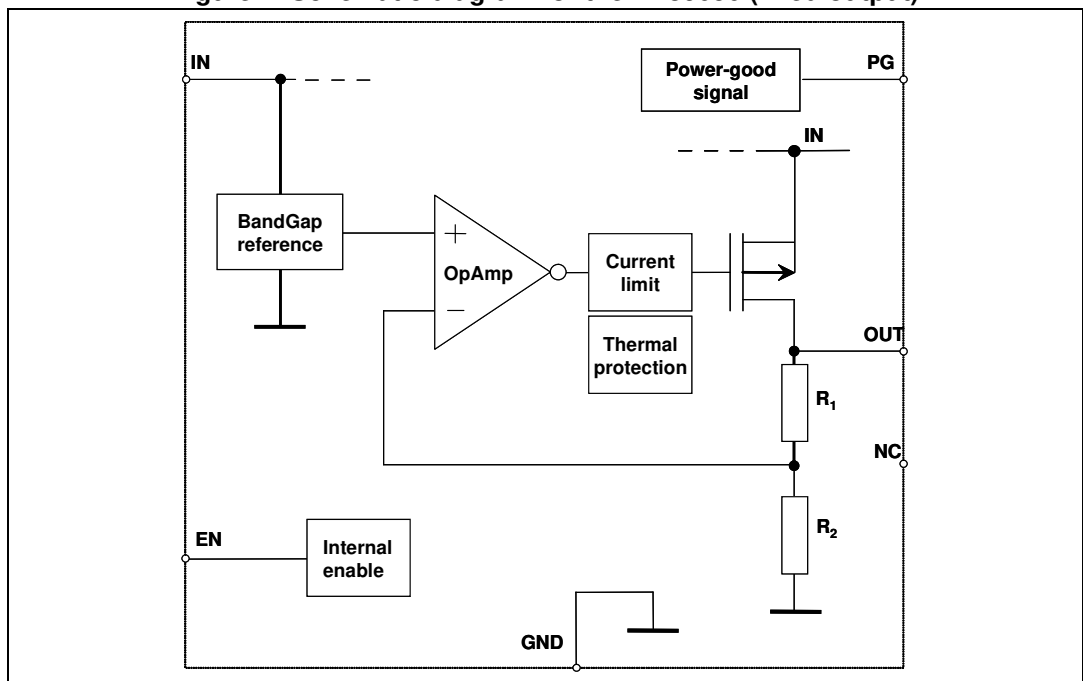 IN
PG
Power-good
signal
IN
BandGap
reference
+
OpAmp
−
Current
limit
Thermal
protection
OUT
R1
NC
R2
EN
Internal
enable
GND